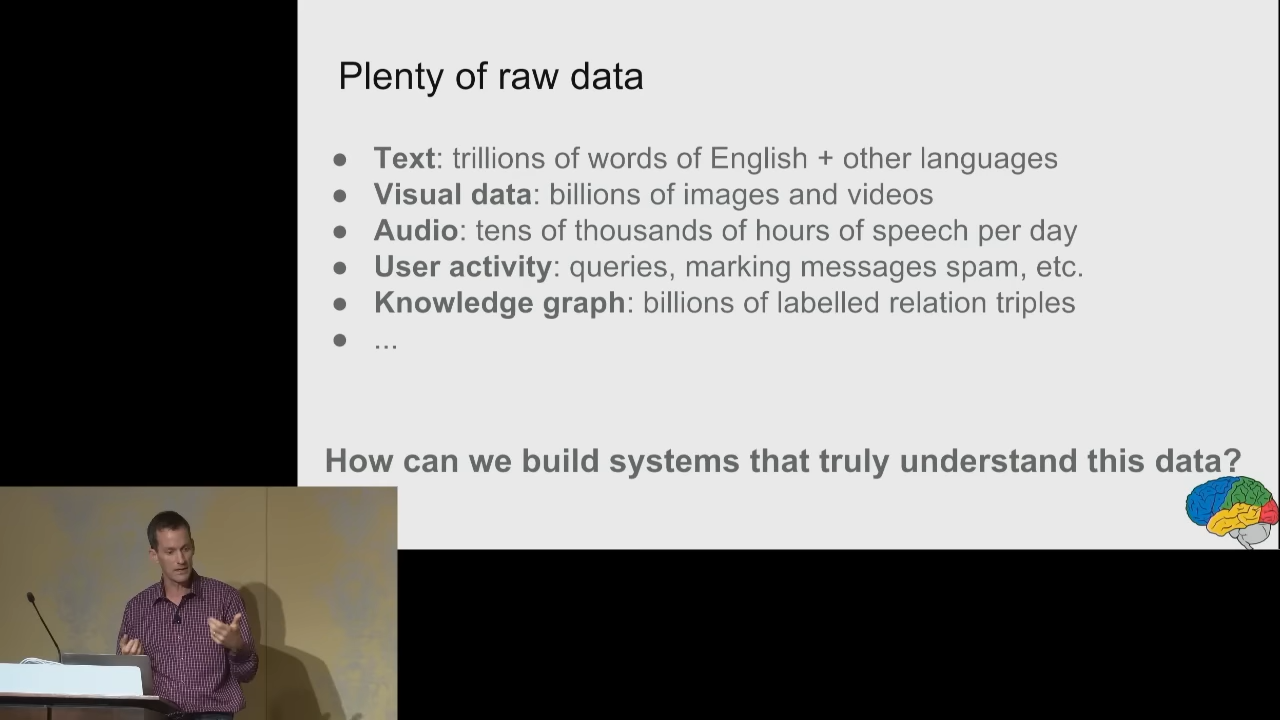 Plenty of raw data
● Text: trillions of words of English + other languages
● Visual data: billions of images and videos
● Audio: tens of thousands of hours of speech per day
● User activity: queries, marking messages spam, etc.
● Knowledge graph: billions of labelled relation triples
● ...
How can we build systems that truly understand this data?